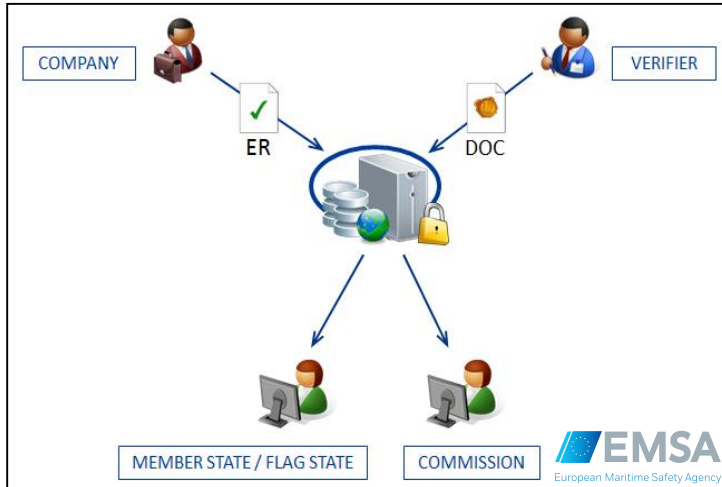 COMPANY
VERIFIER
ER
DOC
MEMBER STATE / FLAG STATE
COMMISSION
EMSA
European Maritime Safety Agency